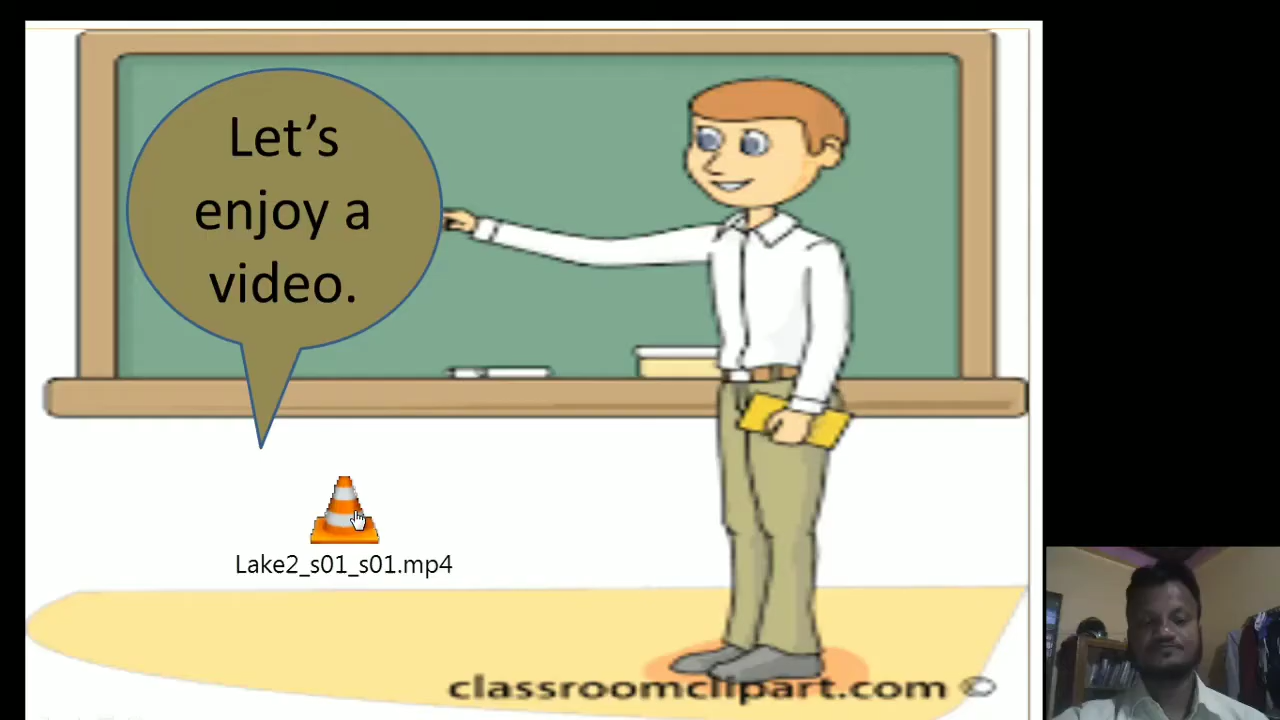 Let's
enjoy a
video.
Lake2_s01_s01.mp4
classroomclipart.com ©